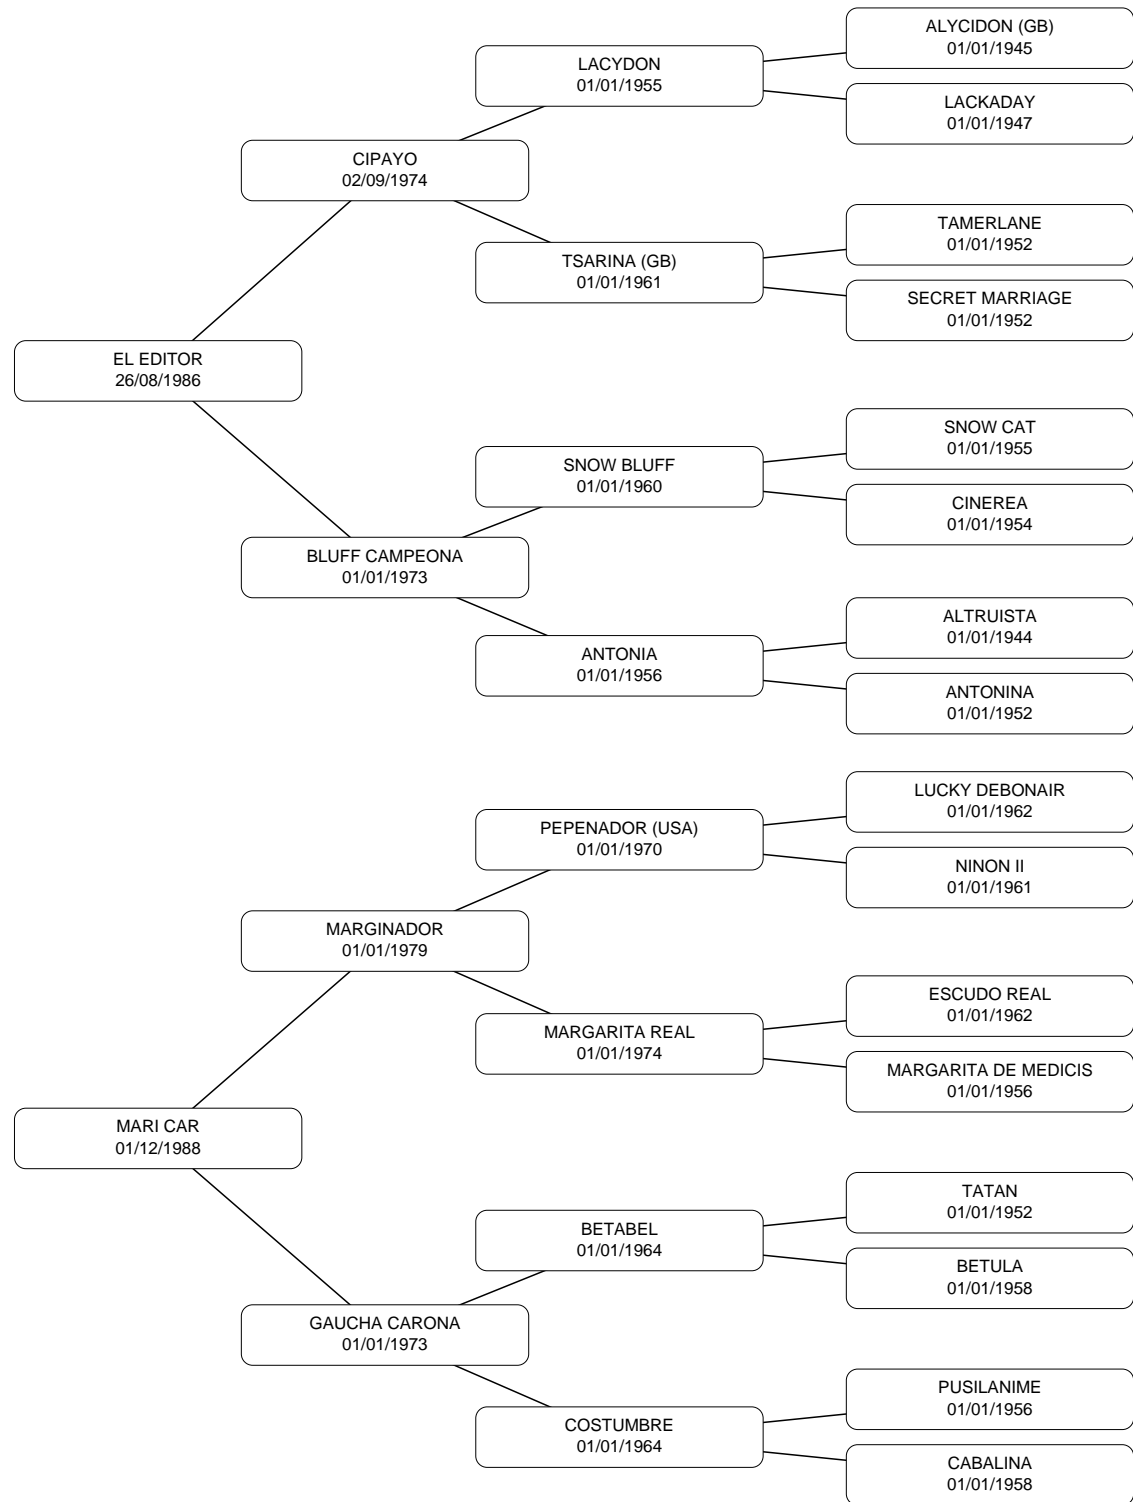 ALYCIDON (GB)
01/01/1945
LACYDON
01/01/1955
LACKADAY
01/01/1947
CIPAYO
02/09/1974
TAMERLANE
01/01/1952
TSARINA (GB)
01/01/1961
SECRET MARRIAGE
01/01/1952
EL EDITOR
26/08/1986
SNOW CAT
01/01/1955
SNOW BLUFF
01/01/1960
CINEREA
01/01/1954
BLUFF CAMPEONA
01/01/1973
ALTRUISTA
01/01/1944
ANTONIA
01/01/1956
ANTONINA
01/01/1952
LUCKY DEBONAIR
01/01/1962
PEPENADOR (USA)
01/01/1970
NINON II
01/01/1961
MARGINADOR
01/01/1979
ESCUDO REAL
01/01/1962
MARGARITA REAL
01/01/1974
MARGARITA DE MEDICIS
01/01/1956
MARI CAR
01/12/1988
TATAN
01/01/1952
BETABEL
01/01/1964
BETULA
01/01/1958
GAUCHA CARONA
01/01/1973
PUSILANIME
01/01/1956
COSTUMBRE
01/01/1964
CABALINA
01/01/1958